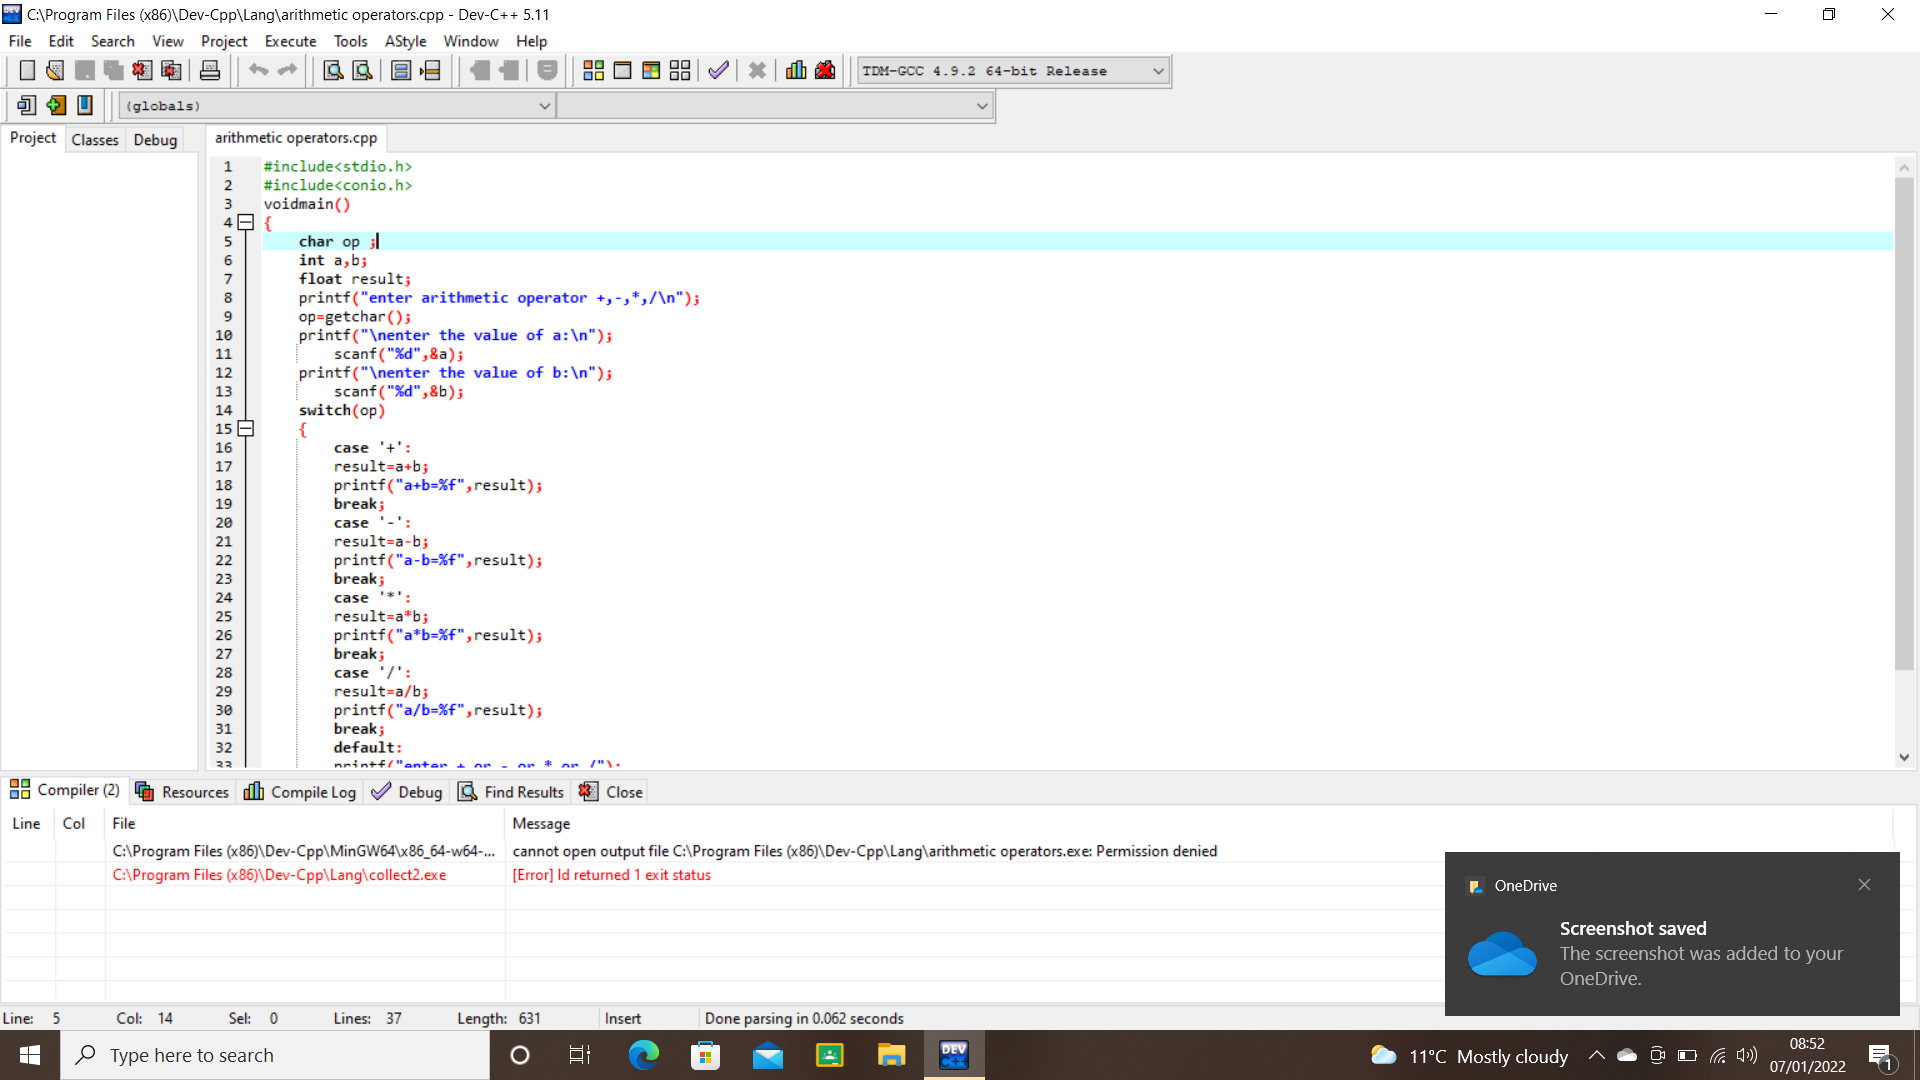 C:\Program Files (x86)\Dev-Cpp\Lang\arithmetic operators.cpp - Dev-C++ 5.11
File Edit Search View Project Execute Tools AStyle Window Help
TDM-GCC 4.9.2 64-bit Release
(globals)
Project Classes Debug
arithmetic operators.cpp
1 #include<stdio.h>
2 #include<conio.h>
3 voidmain()
4 {
5 char op ;
6 int a,b;
7 float result;
8 printf("enter arithmetic operator +,-,*,/\n");
9 op=getchar();
10 printf("\nenter the value of a:\n");
11 scanf("%d",&a);
12 printf("\nenter the value of b:\n");
13 scanf("%d",&b);
14 switch(op)
15 {
16 case '+':
17 result=a+b;
18 printf("a+b=%f",result);
19 break;
20 case '-':
21 result=a-b;
22 printf("a-b=%f",result);
23 break;
24 case '*':
25 result=a*b;
26 printf("a*b=%f",result);
27 break;
28 case '/':
29 result=a/b;
30 printf("a/b=%f",result);
31 break;
32 default:
33 printf("enter + or - or * or /");
Compiler (2) Resources Compile Log Debug Find Results Close
Line Col File Message
C:\Program Files (x86)\Dev-Cpp\MinGW64\x86_64-w64-... cannot open output file C:\Program Files (x86)\Dev-Cpp\Lang\arithmetic operators.exe: Permission denied
C:\Program Files (x86)\Dev-Cpp\Lang\collect2.exe [Error] ld returned 1 exit status
OneDrive
Screenshot saved
The screenshot was added to your
OneDrive.
Line: 5 Col: 14 Sel: 0 Lines: 37 Length: 631 Insert Done parsing in 0.062 seconds
Type here to search
DEV
C++
11°C Mostly cloudy
08:52
07/01/2022
1